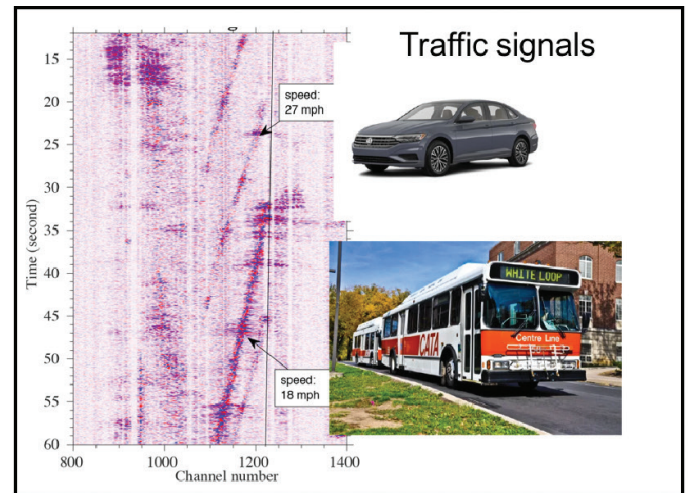 Traffic signals
15
20
25
30
35
40
45
50
55
60
Time (second)
speed:
27 mph
speed:
18 mph
800
1000
1200
1400
Channel number
WHITE LOOP
CATA
Centre Line